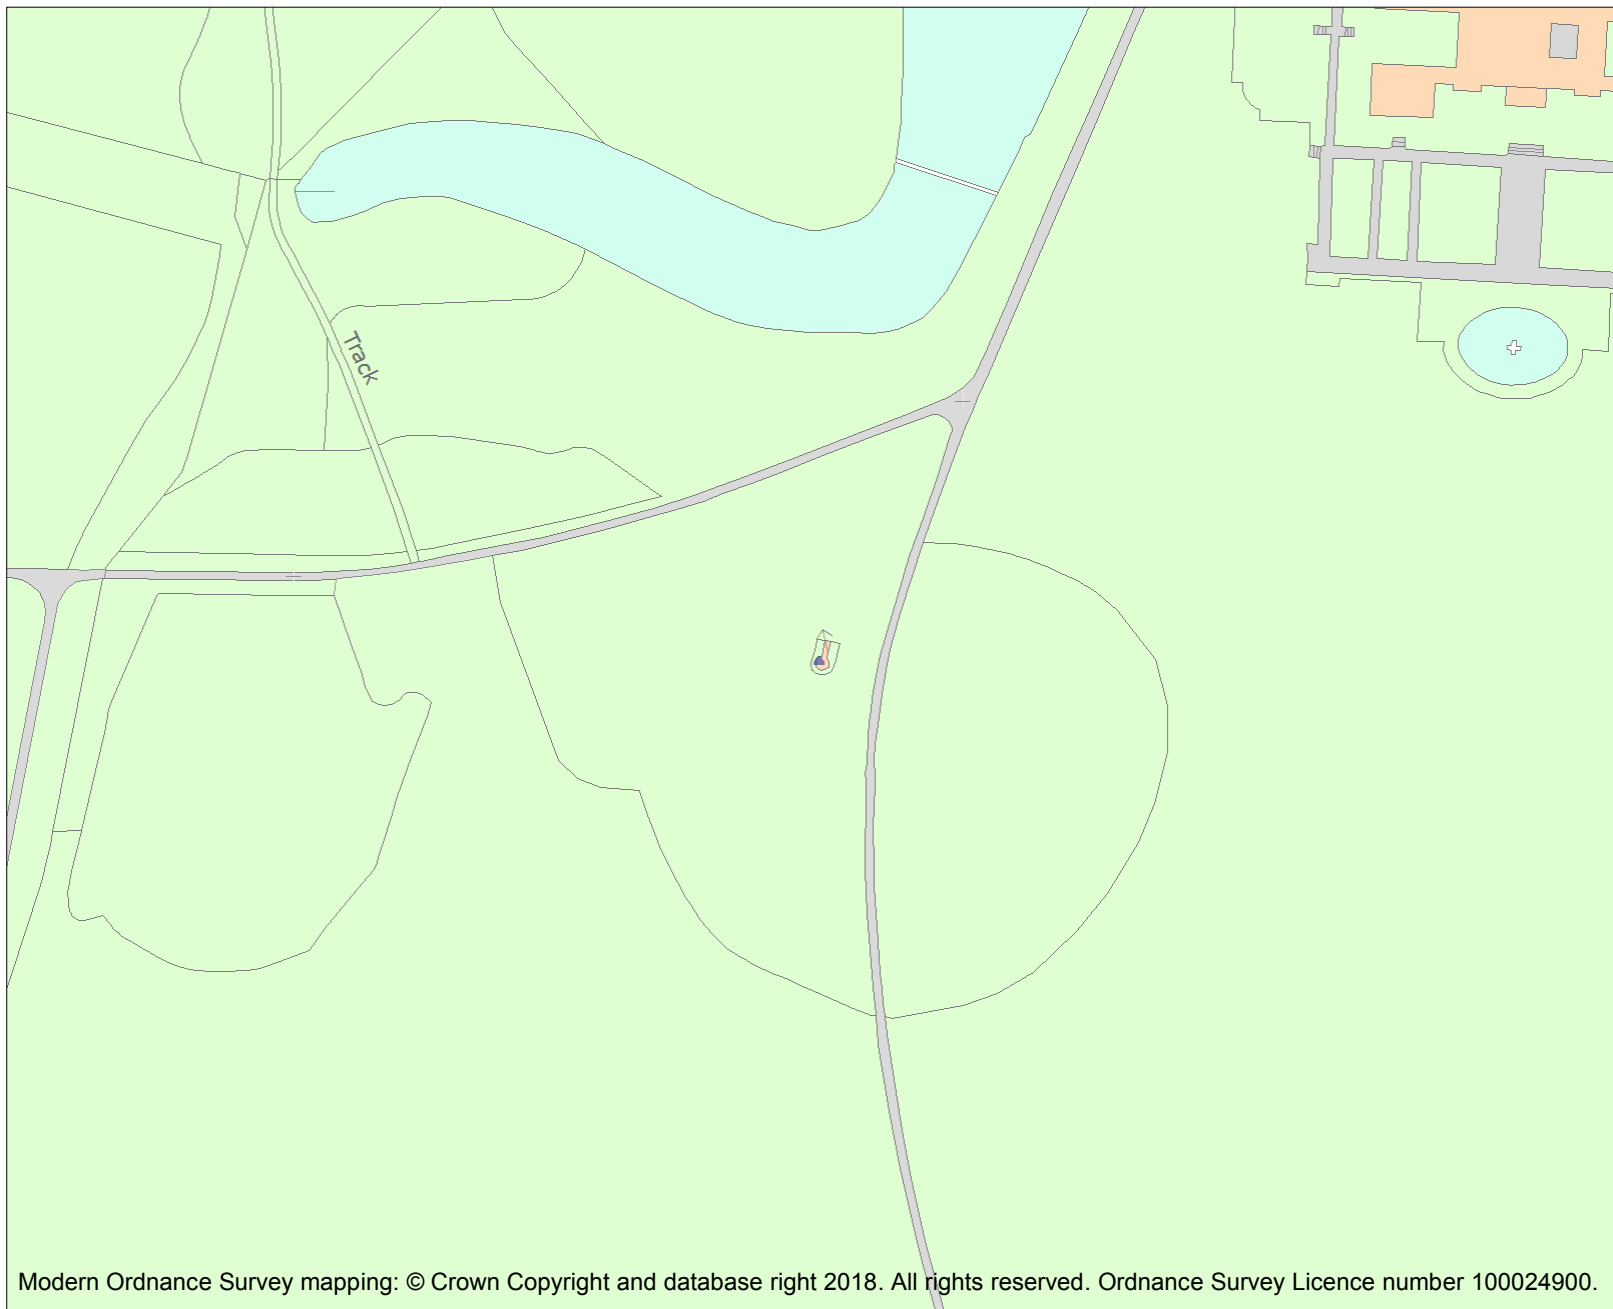 Track
Modern Ordnance Survey mapping: © Crown Copyright and database right 2018. All rights reserved. Ordnance Survey Licence number 100024900.